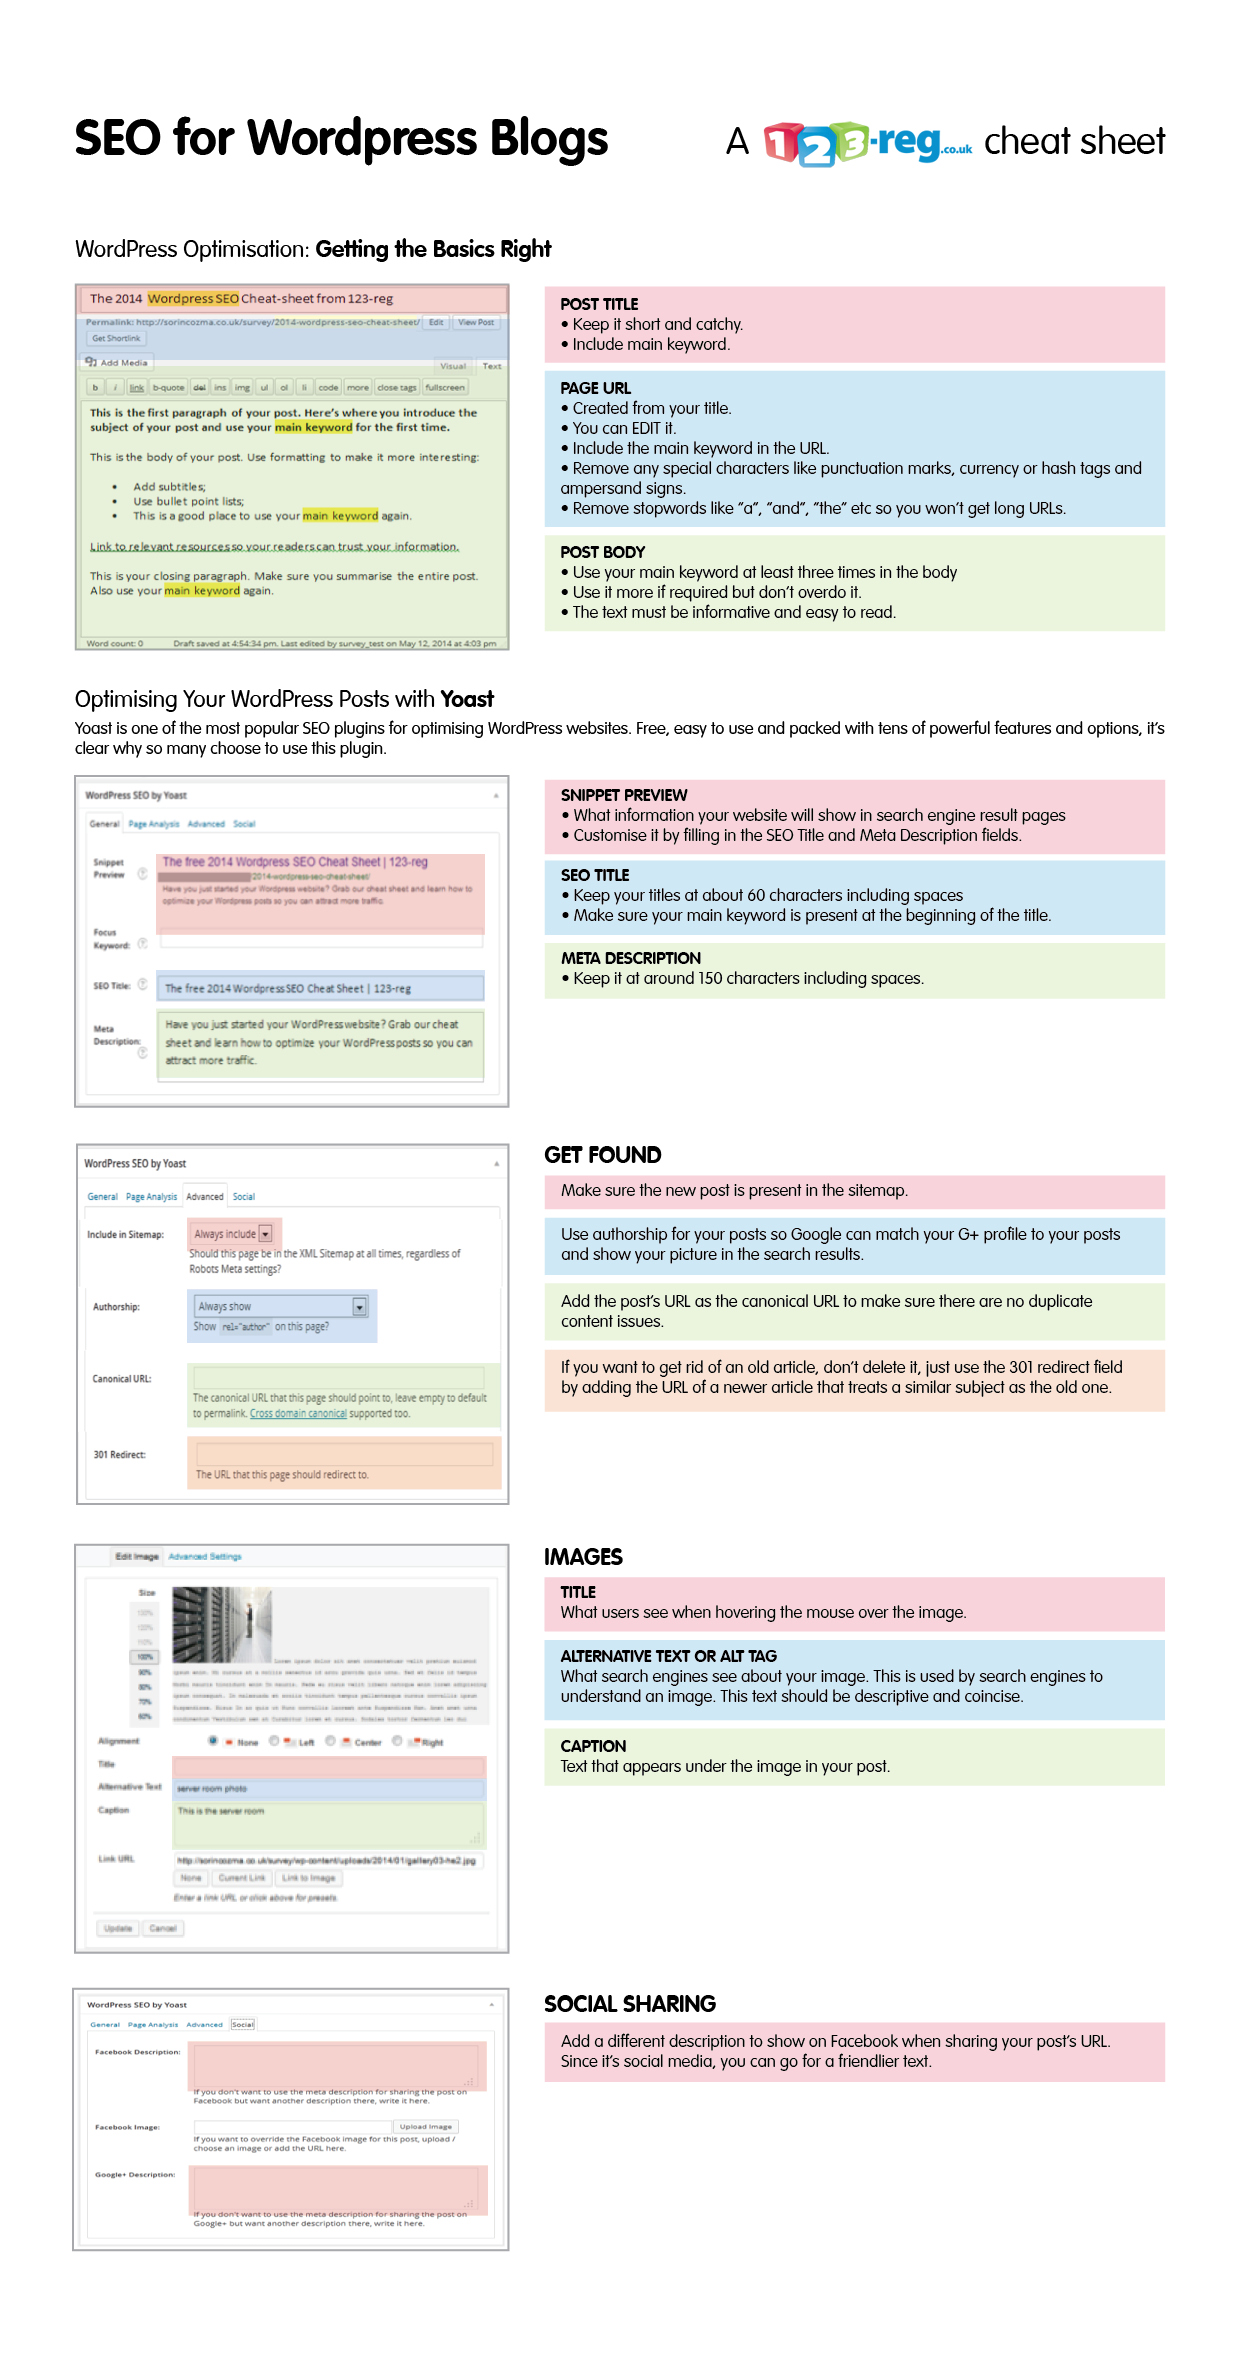 SEO for Wordpress Blogs
A 123-reg.co.uk cheat sheet
WordPress Optimisation: Getting the Basics Right
The 2014 Wordpress SEO Cheat-sheet from 123-reg
Permalink: http://sorincozma.co.uk/survey/2014-wordpress-seo-cheat-sheet/ Edit View Post
Get Shortlink
Add Media
Visual Text
b i link b-quote del ins img ul ol li code more close tags fullscreen
This is the first paragraph of your post. Here's where you introduce the
subject of your post and use your main keyword for the first time.
This is the body of your post. Use formatting to make it more interesting:
• Add subtitles;
• Use bullet point lists;
• This is a good place to use your main keyword again.
Link to relevant resources so your readers can trust your information.
This is your closing paragraph. Make sure you summarise the entire post.
Also use your main keyword again.
Word count: 0 Draft saved at 4:54:34 pm. Last edited by survey_test on May 12, 2014 at 4:03 pm
POST TITLE
• Keep it short and catchy.
• Include main keyword.
PAGE URL
• Created from your title.
• You can EDIT it.
• Include the main keyword in the URL.
• Remove any special characters like punctuation marks, currency or hash tags and
ampersand signs.
• Remove stopwords like "a", "and", "the" etc so you won't get long URLs.
POST BODY
• Use your main keyword at least three times in the body
• Use it more if required but don't overdo it.
• The text must be informative and easy to read.
Optimising Your WordPress Posts with Yoast
Yoast is one of the most popular SEO plugins for optimising WordPress websites. Free, easy to use and packed with tens of powerful features and options, it's
clear why so many choose to use this plugin.
WordPress SEO by Yoast
General Page Analysis Advanced Social
Snippet
Preview
The free 2014 Wordpress SEO Cheat Sheet | 123-reg
/2014-wordpress-seo-cheat-sheet/
Have you just started your Wordpress website? Grab our cheat sheet and learn how to
optimize your Wordpress posts so you can attract more traffic.
Focus
Keyword:
SEO Title: The free 2014 Wordpress SEO Cheat Sheet | 123-reg
Meta
Description:
Have you just started your WordPress website? Grab our cheat
sheet and learn how to optimize your WordPress posts so you can
attract more traffic.
SNIPPET PREVIEW
• What information your website will show in search engine result pages
• Customise it by filling in the SEO Title and Meta Description fields.
SEO TITLE
• Keep your titles at about 60 characters including spaces
• Make sure your main keyword is present at the beginning of the title.
META DESCRIPTION
• Keep it at around 150 characters including spaces.
WordPress SEO by Yoast
General Page Analysis Advanced Social
Include in Sitemap: Always include
Should this page be in the XML Sitemap at all times, regardless of
Robots Meta settings?
Authorship: Always show
Show rel="author" on this page?
Canonical URL:
The canonical URL that this page should point to, leave empty to default
to permalink. Cross domain canonical supported too.
301 Redirect:
The URL that this page should redirect to.
GET FOUND
Make sure the new post is present in the sitemap.
Use authorship for your posts so Google can match your G+ profile to your posts
and show your picture in the search results.
Add the post's URL as the canonical URL to make sure there are no duplicate
content issues.
If you want to get rid of an old article, don't delete it, just use the 301 redirect field
by adding the URL of a newer article that treats a similar subject as the old one.
Edit Image Advanced Settings
Size
130%
120%
110%
100%
90%
80%
70%
60%
Alignment None Left Center Right
Title
Alternative Text server room photo
Caption This is the server room
Link URL http://sorincozma.co.uk/survey/wp-content/uploads/2014/01/gallery03-he2.jpg
None Current Link Link to Image
Enter a link URL or click above for presets.
Update Cancel
IMAGES
TITLE
What users see when hovering the mouse over the image.
ALTERNATIVE TEXT OR ALT TAG
What search engines see about your image. This is used by search engines to
understand an image. This text should be descriptive and coincise.
CAPTION
Text that appears under the image in your post.
WordPress SEO by Yoast
General Page Analysis Advanced Social
Facebook Description:
If you don't want to use the meta description for sharing the post on
Facebook but want another description there, write it here.
Facebook Image: Upload Image
If you want to override the Facebook image for this post, upload /
choose an image or add the URL here.
Google+ Description:
If you don't want to use the meta description for sharing the post on
Google+ but want another description there, write it here.
SOCIAL SHARING
Add a different description to show on Facebook when sharing your post's URL.
Since it's social media, you can go for a friendlier text.